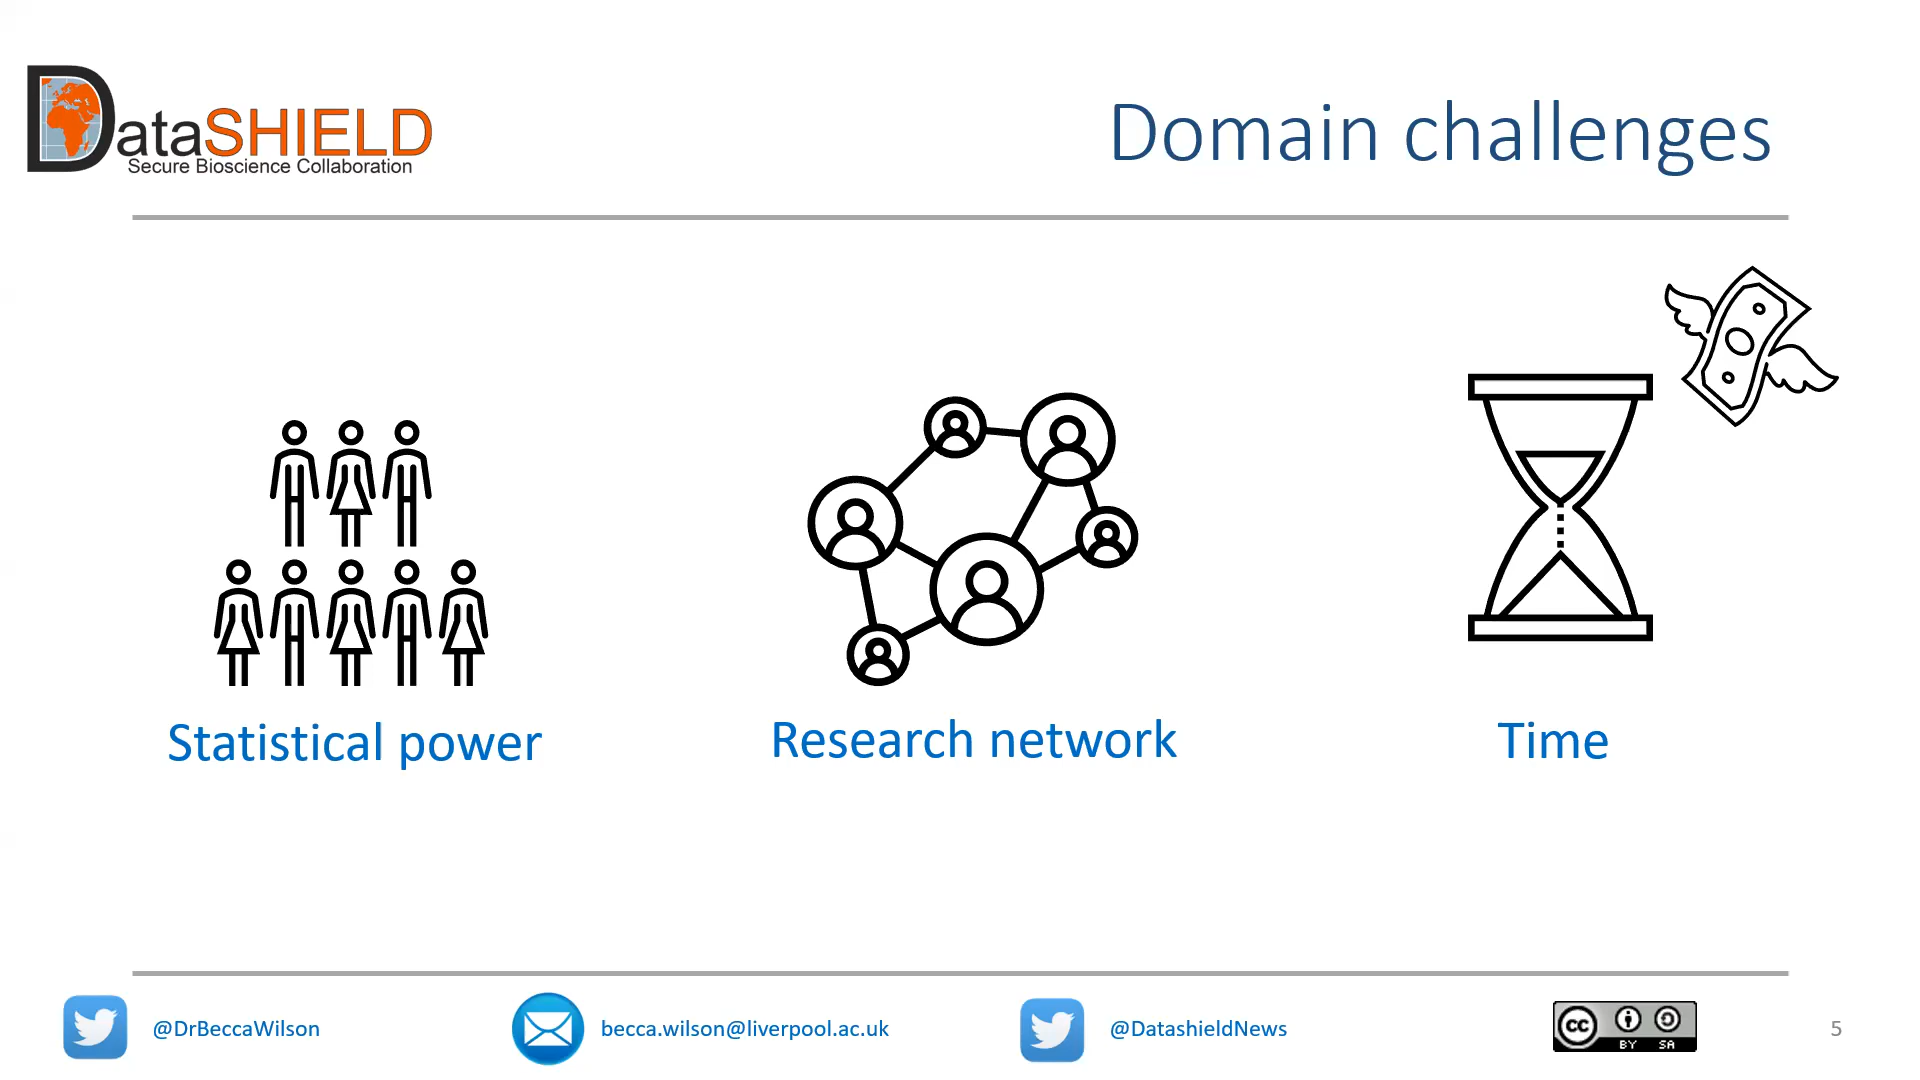 DataSHIELD
Secure Bioscience Collaboration
Domain challenges
Statistical power
Research network
Time
@DrBeccaWilson
becca.wilson@liverpool.ac.uk
@DatashieldNews
cc
BY SA
5